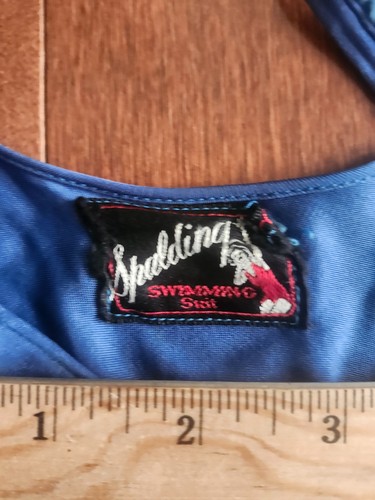 Spalding
SWIMMING
Suit
1 2 3